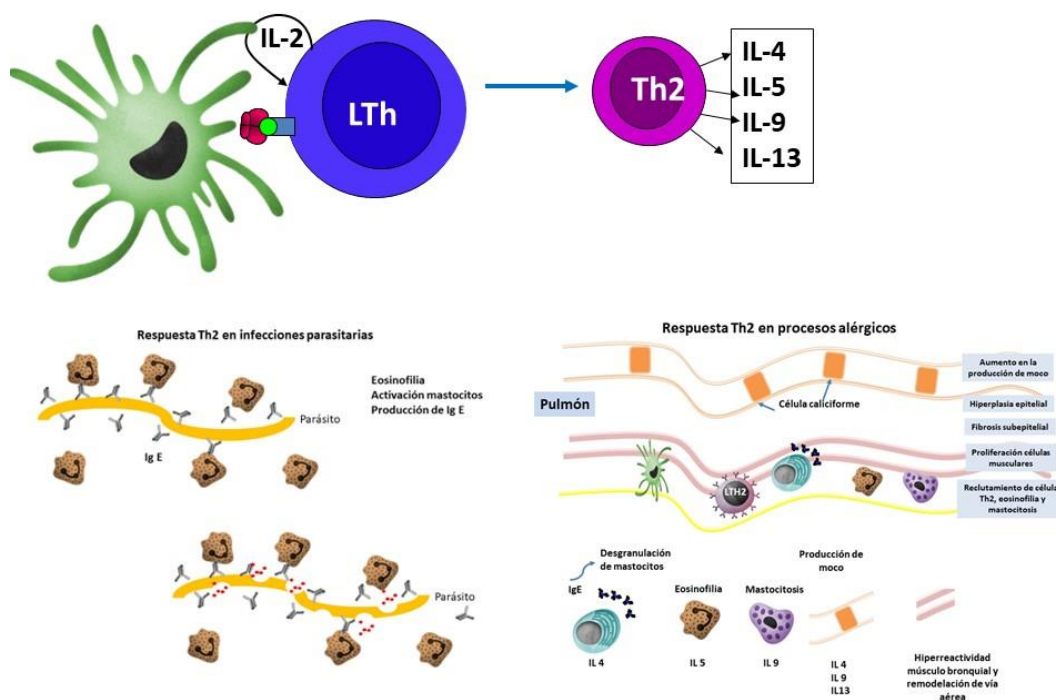 IL-2
LTh
Th2
IL-4
IL-5
IL-9
IL-13
Respuesta Th2 en infecciones parasitarias
Eosinofilia
Activación mastocitos
Producción de Ig E
Parásito
Ig E
Parásito
Respuesta Th2 en procesos alérgicos
Pulmón
Célula caliciforme
Aumento en la
producción de moco
Hiperplasia epitelial
Fibrosis subepitelial
Proliferación células
musculares
Reclutamiento de célula
Th2, eosinofilia y
mastocitosis
LTH2
Desgranulación
de mastocitos
IgE
IL 4
Eosinofilia
IL 5
Mastocitosis
IL 9
Producción de
moco
IL 4
IL 9
IL13
Hiperreactividad
músculo bronquial y
remodelación de vía
aérea